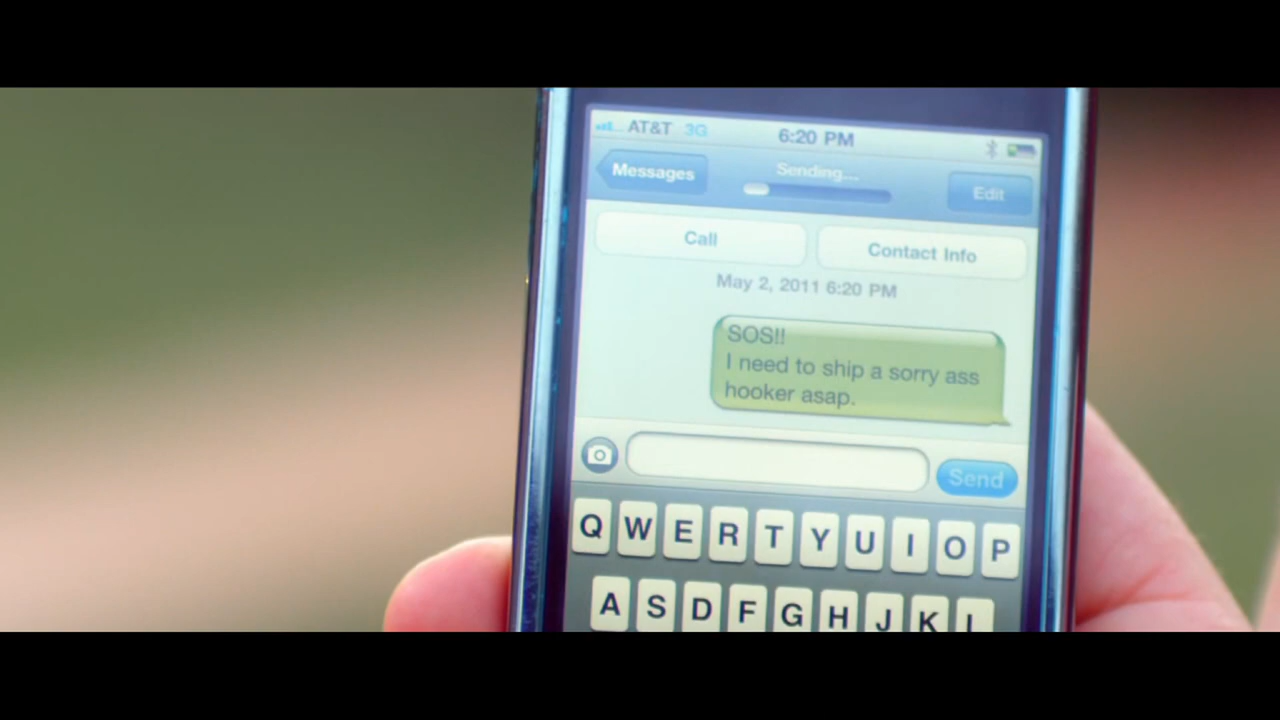 AT&T 3G 6:20 PM
Messages Sending... Edit
Call Contact Info
May 2, 2011 6:20 PM
SOS!!
I need to ship a sorry ass
hooker asap.
Send
Q W E R T Y U I O P
A S D F G H J K L